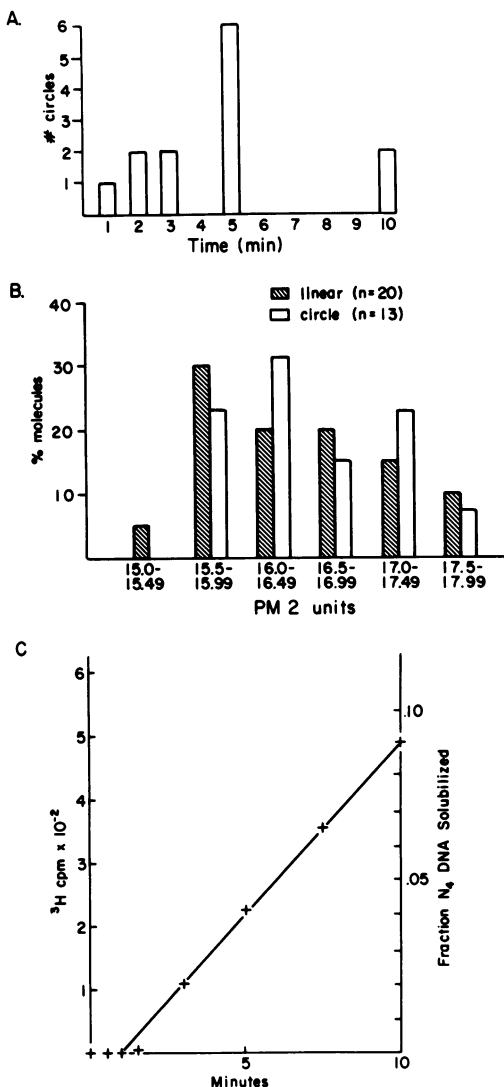 A.
# circles
6
5
4
3
2
1
1 2 3 4 5 6 7 8 9 10
Time (min)
B.
linear (n=20)
circle (n=13)
% molecules
40
30
20
10
15.0- 15.5- 16.0- 16.5- 17.0- 17.5-
15.49 15.99 16.49 16.99 17.49 17.99
PM 2 units
C
³H cpm x 10⁻²
6
5
4
3
2
1
.10
.05
Fraction N₄ DNA Solubilized
5 10
Minutes